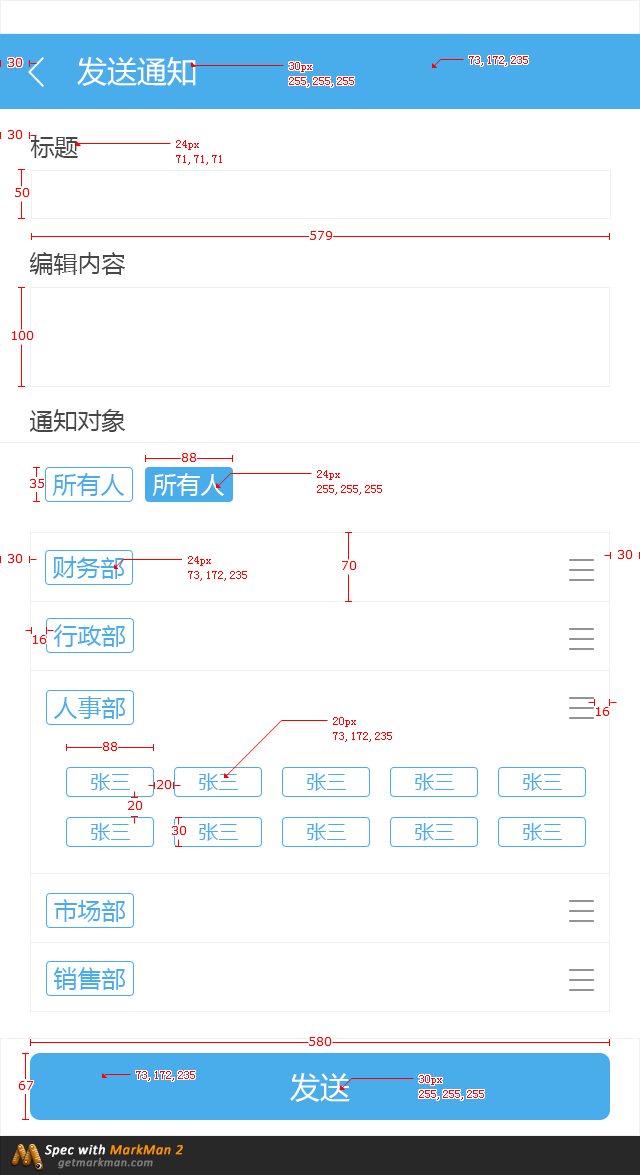 30
发送通知
30px
255, 255, 255
73, 172, 235
30
标题
24px
71, 71, 71
50
579
编辑内容
100
通知对象
88
35
所有人
所有人
24px
255, 255, 255
30
财务部
24px
73, 172, 235
70
30
16
行政部
人事部
16
20px
73, 172, 235
88
张三
20
张三
张三
张三
张三
20
张三
30
张三
张三
张三
张三
市场部
销售部
580
67
73, 172, 235
发送
30px
255, 255, 255
Spec with MarkMan 2
getmarkman.com